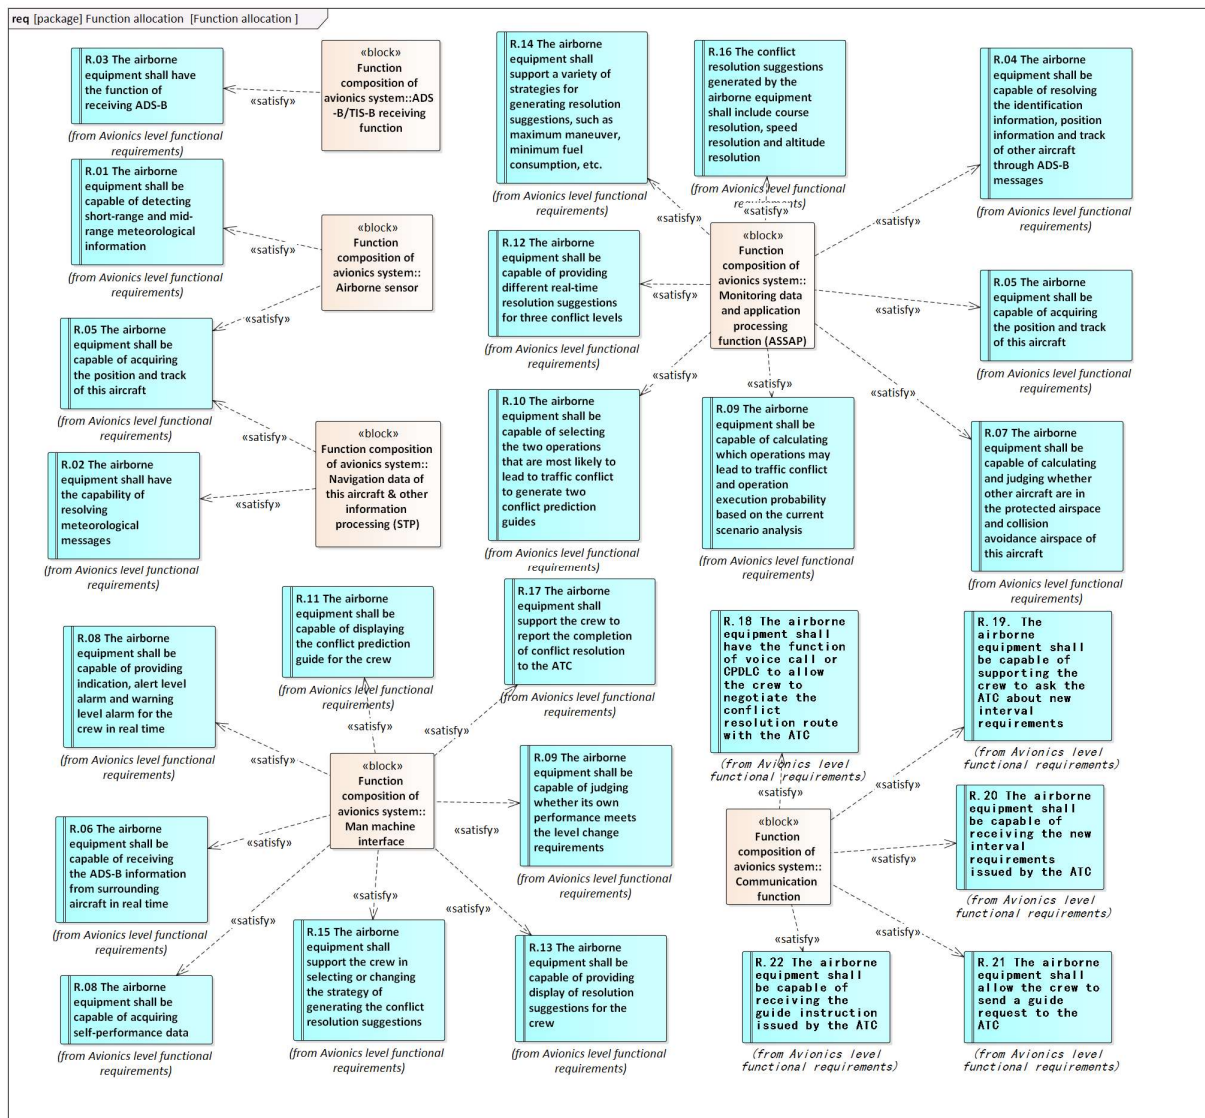 req [package] Function allocation [Function allocation ]
R.03 The airborne
equipment shall have
the function of
receiving ADS-B
(from Avionics level functional
requirements)
«satisfy»
«block»
Function
composition of
avionics system::ADS
-B/TIS-B receiving
function
R.01 The airborne
equipment shall be
capable of detecting
short-range and mid-
range meteorological
information
(from Avionics level functional
requirements)
«satisfy»
«block»
Function
composition of
avionics system::
Airborne sensor
«satisfy»
R.05 The airborne
equipment shall be
capable of acquiring
the position and track
of this aircraft
(from Avionics level functional
requirements)
«satisfy»
«block»
Function composition
of avionics system::
Navigation data of
this aircraft & other
information
processing (STP)
R.02 The airborne
equipment shall have
the capability of
resolving
meteorological
messages
(from Avionics level functional
requirements)
«satisfy»
R.14 The airborne
equipment shall
support a variety of
strategies for
generating resolution
suggestions, such as
maximum maneuver,
minimum fuel
consumption, etc.
(from Avionics level functional
requirements)
«satisfy»
R.16 The conflict
resolution suggestions
generated by the
airborne equipment
shall include course
resolution, speed
resolution and altitude
resolution
(from Avionics level functional
requirements)
«satisfy»
R.04 The airborne
equipment shall be
capable of resolving
the identification
information, position
information and track
of other aircraft
through ADS-B
messages
(from Avionics level functional
requirements)
«satisfy»
R.12 The airborne
equipment shall be
capable of providing
different real-time
resolution suggestions
for three conflict levels
(from Avionics level functional
requirements)
«satisfy»
«block»
Function
composition of
avionics system::
Monitoring data
and application
processing
function (ASSAP)
R.05 The airborne
equipment shall be
capable of acquiring
the position and track
of this aircraft
(from Avionics level functional
requirements)
«satisfy»
R.10 The airborne
equipment shall be
capable of selecting
the two operations
that are most likely to
lead to traffic conflict
to generate two
conflict prediction
guides
(from Avionics level functional
requirements)
«satisfy»
R.09 The airborne
equipment shall be
capable of calculating
which operations may
lead to traffic conflict
and operation
execution probability
based on the current
scenario analysis
(from Avionics level functional
requirements)
«satisfy»
R.07 The airborne
equipment shall be
capable of calculating
and judging whether
other aircraft are in
the protected airspace
and collision
avoidance airspace of
this aircraft
(from Avionics level functional
requirements)
«satisfy»
R.11 The airborne
equipment shall be
capable of displaying
the conflict prediction
guide for the crew
(from Avionics level functional
requirements)
«satisfy»
R.17 The airborne
equipment shall
support the crew to
report the completion
of conflict resolution
to the ATC
(from Avionics level functional
requirements)
«satisfy»
R.08 The airborne
equipment shall be
capable of providing
indication, alert level
alarm and warning
level alarm for the
crew in real time
(from Avionics level functional
requirements)
«satisfy»
«block»
Function
composition of
avionics system::
Man machine
interface
R.09 The airborne
equipment shall be
capable of judging
whether its own
performance meets
the level change
requirements
(from Avionics level functional
requirements)
«satisfy»
R.06 The airborne
equipment shall be
capable of receiving
the ADS-B information
from surrounding
aircraft in real time
(from Avionics level functional
requirements)
«satisfy»
R.08 The airborne
equipment shall be
capable of acquiring
self-performance data
(from Avionics level functional
requirements)
«satisfy»
R.15 The airborne
equipment shall
support the crew in
selecting or changing
the strategy of
generating the conflict
resolution suggestions
(from Avionics level functional
requirements)
«satisfy»
R.13 The airborne
equipment shall be
capable of providing
display of resolution
suggestions for the
crew
(from Avionics level functional
requirements)
«satisfy»
R.18 The airborne
equipment shall
have the function
of voice call or
CPDLC to allow
the crew to
negotiate the
conflict
resolution route
with the ATC
(from Avionics level
functional requirements)
«satisfy»
R.19. The
airborne
equipment shall
be capable of
supporting the
crew to ask the
ATC about new
interval
requirements
(from Avionics level
functional requirements)
«satisfy»
«block»
Function
composition of
avionics system::
Communication
function
R.20 The airborne
equipment shall
be capable of
receiving the new
interval
requirements
issued by the ATC
(from Avionics level
functional requirements)
«satisfy»
R.22 The airborne
equipment shall
be capable of
receiving the
guide instruction
issued by the ATC
(from Avionics level
functional requirements)
«satisfy»
R.21 The airborne
equipment shall
allow the crew to
send a guide
request to the
ATC
(from Avionics level
functional requirements)
«satisfy»